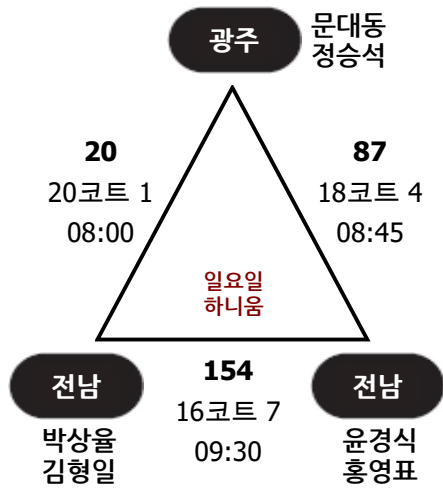 광주
문대동
정승석
20
20코트 1
08:00
87
18코트 4
08:45
일요일
하니움
전남
박상율
김형일
154
16코트 7
09:30
전남
윤경식
홍영표